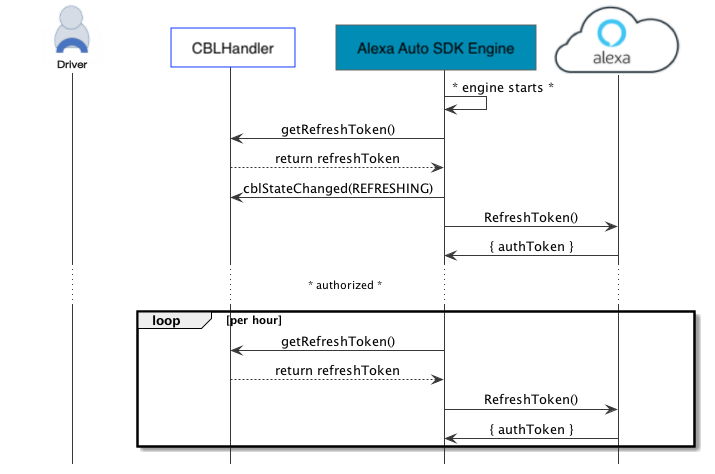 Driver
CBLHandler
Alexa Auto SDK Engine
alexa
* engine starts *
getRefreshToken()
return refreshToken
cblStateChanged(REFRESHING)
RefreshToken()
{ authToken }
* authorized *
loop
[per hour]
getRefreshToken()
return refreshToken
RefreshToken()
{ authToken }